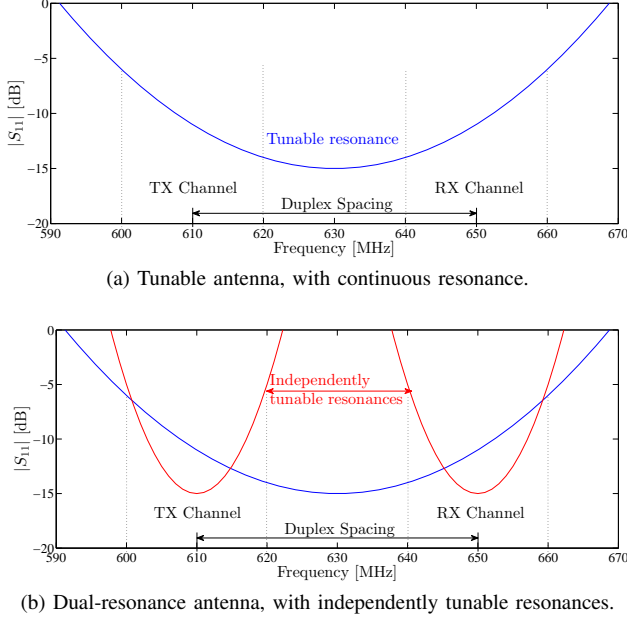 0
−5
|S11| [dB]
−10
Tunable resonance
−15
TX Channel
RX Channel
Duplex Spacing
−20
590
600
610
620
630
640
650
660
670
Frequency [MHz]
(a) Tunable antenna, with continuous resonance.
0
Independently
−5
tunable resonances
|S11| [dB]
−10
−15
TX Channel
RX Channel
Duplex Spacing
−20
590
600
610
620
630
640
650
660
670
Frequency [MHz]
(b) Dual-resonance antenna, with independently tunable resonances.